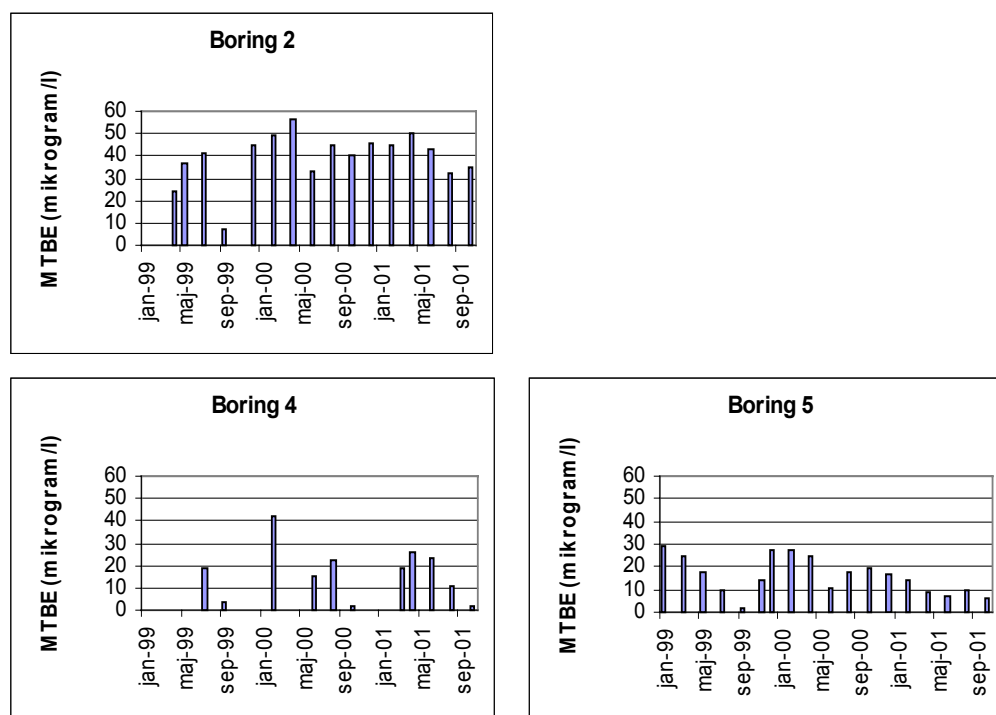 Boring 2
MTBE (mikrogram/l)
60
50
40
30
20
10
0
jan-99
maj-99
sep-99
jan-00
maj-00
sep-00
jan-01
maj-01
sep-01
Boring 4
MTBE (mikrogram/l)
60
50
40
30
20
10
0
jan-99
maj-99
sep-99
jan-00
maj-00
sep-00
jan-01
maj-01
sep-01
Boring 5
MTBE (mikrogram/l)
60
50
40
30
20
10
0
jan-99
maj-99
sep-99
jan-00
maj-00
sep-00
jan-01
maj-01
sep-01